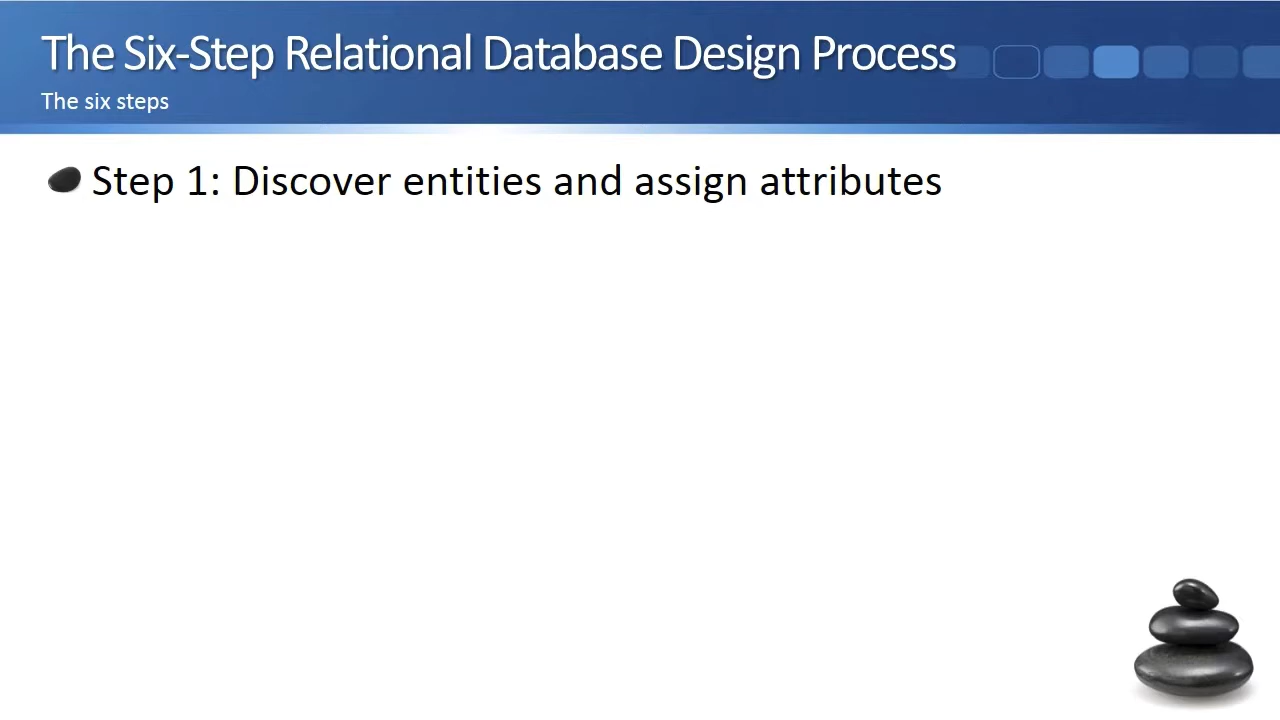 The Six-Step Relational Database Design Process
The six steps
Step 1: Discover entities and assign attributes